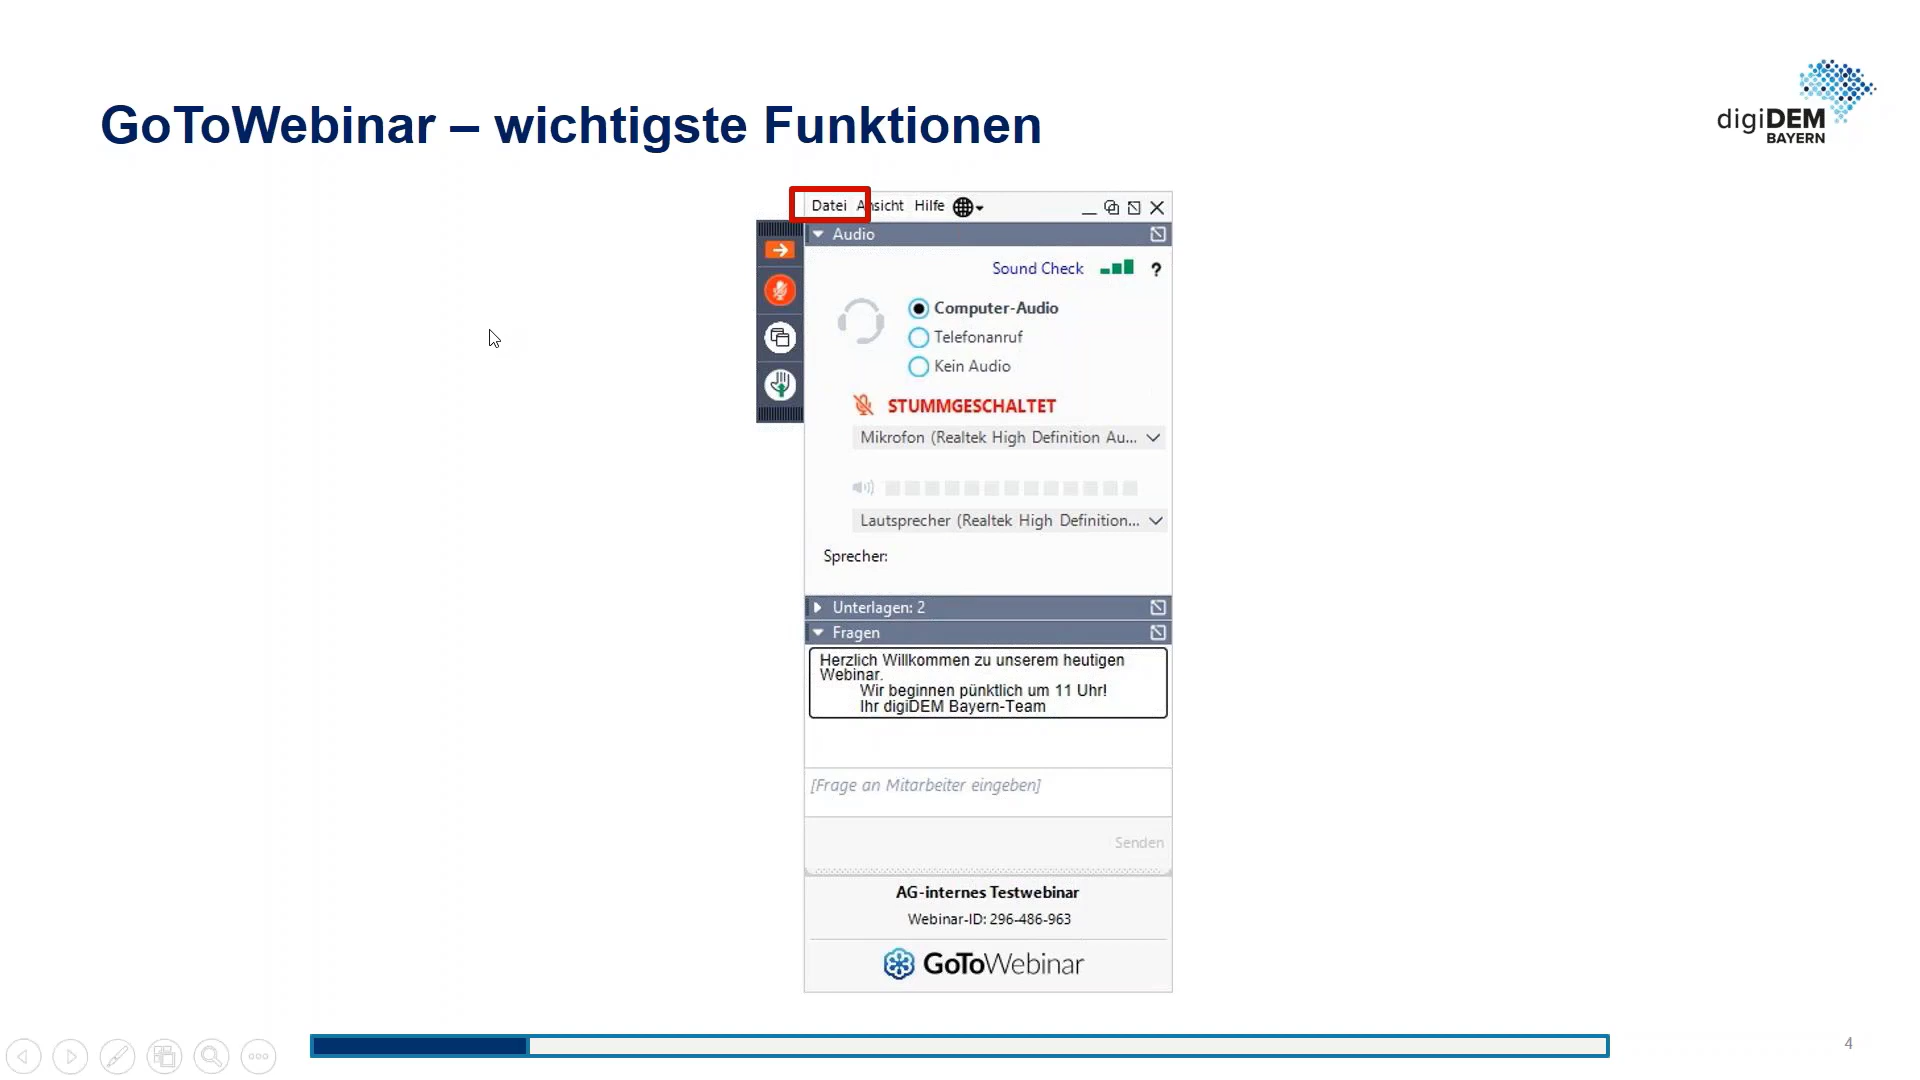 GoToWebinar – wichtigste Funktionen
digiDEM
BAYERN
Datei Ansicht Hilfe
Audio
Sound Check ?
Computer-Audio
Telefonanruf
Kein Audio
STUMMGESCHALTET
Mikrofon (Realtek High Definition Au...
Lautsprecher (Realtek High Definition...
Sprecher:
Unterlagen: 2
Fragen
Herzlich Willkommen zu unserem heutigen
Webinar.
Wir beginnen pünktlich um 11 Uhr!
Ihr digiDEM Bayern-Team
[Frage an Mitarbeiter eingeben]
Senden
AG-internes Testwebinar
Webinar-ID: 296-486-963
GoToWebinar
4